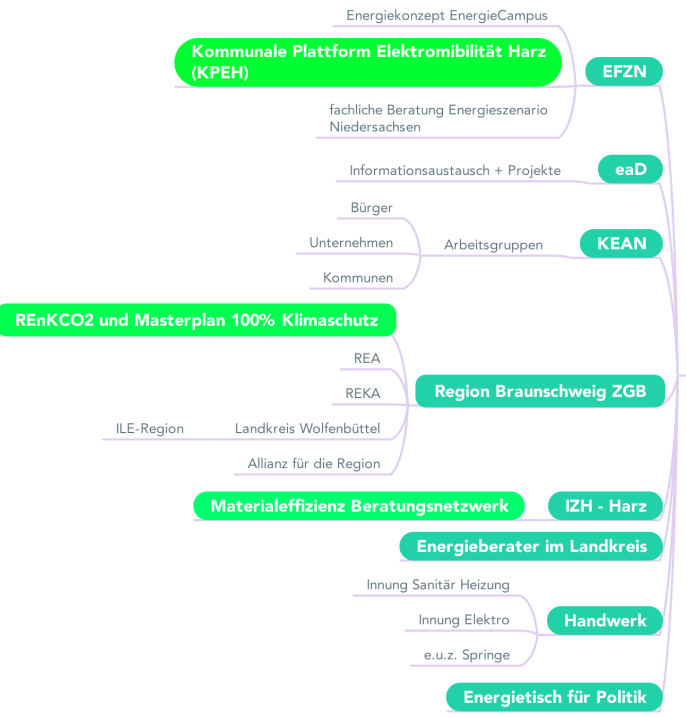 Energiekonzept EnergieCampus
Kommunale Plattform Elektromibilität Harz
(KPEH)
EFZN
fachliche Beratung Energieszenario
Niedersachsen
Informationsaustausch + Projekte
eaD
Bürger
Unternehmen
Arbeitsgruppen
KEAN
Kommunen
REnKCO2 und Masterplan 100% Klimaschutz
REA
REKA
Region Braunschweig ZGB
ILE-Region
Landkreis Wolfenbüttel
Allianz für die Region
Materialeffizienz Beratungsnetzwerk
IZH - Harz
Energieberater im Landkreis
Innung Sanitär Heizung
Innung Elektro
Handwerk
e.u.z. Springe
Energietisch für Politik